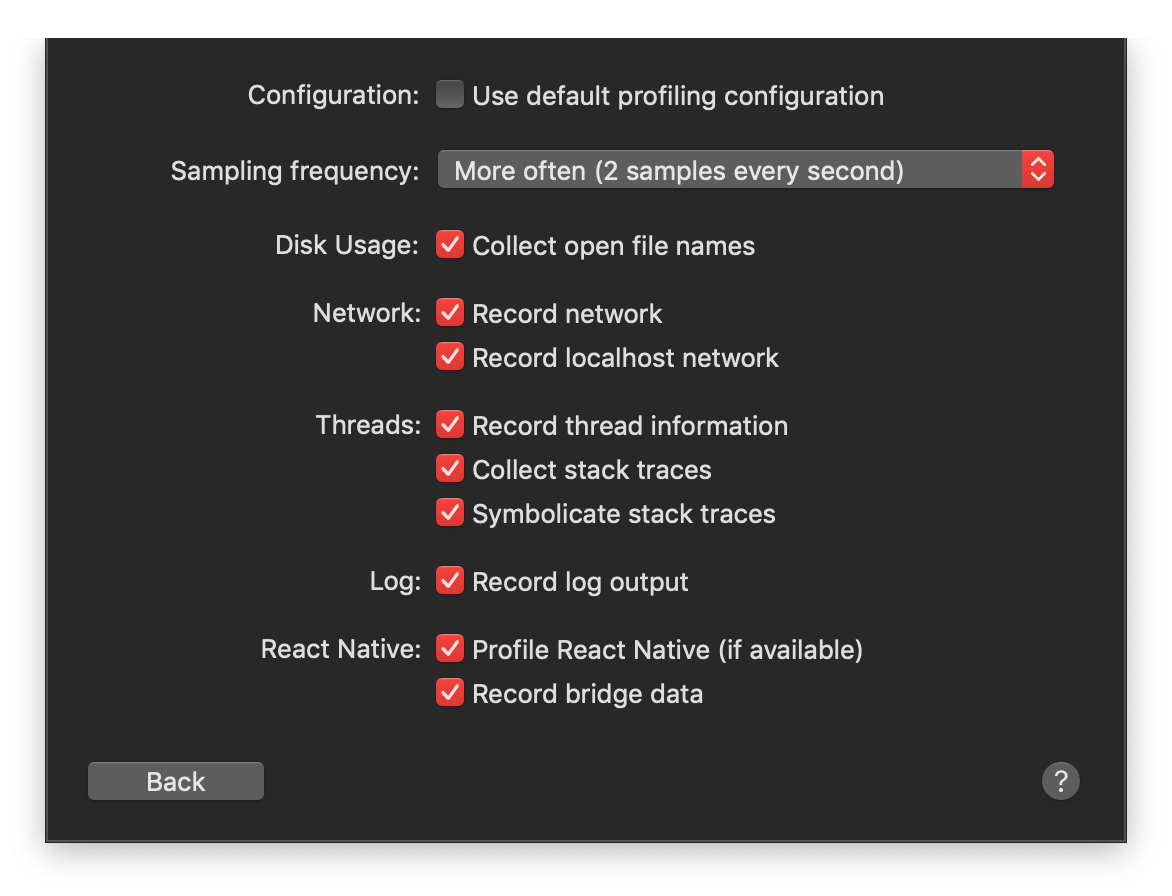 Configuration: Use default profiling configuration
Sampling frequency: More often (2 samples every second)
Disk Usage: Collect open file names
Network: Record network
Record localhost network
Threads: Record thread information
Collect stack traces
Symbolicate stack traces
Log: Record log output
React Native: Profile React Native (if available)
Record bridge data
Back ?